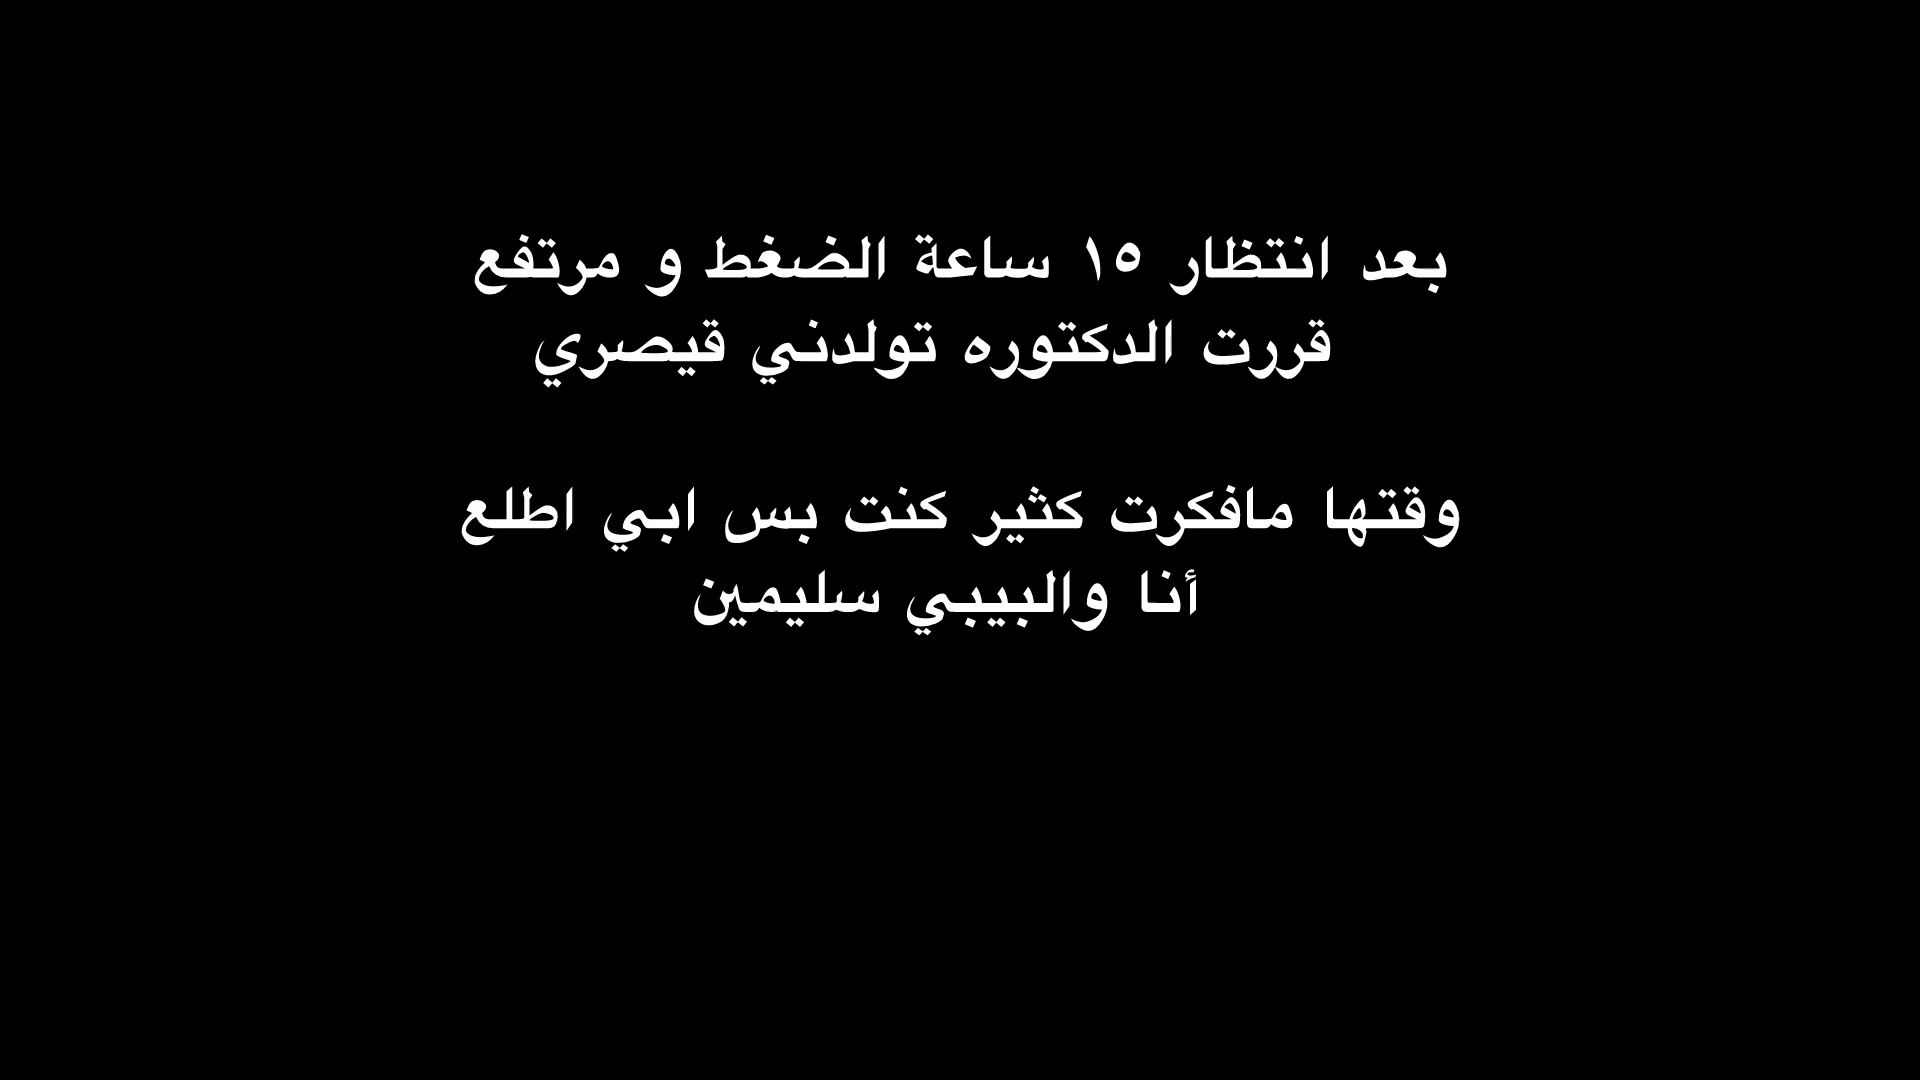 بعد انتظار ١٥ ساعة الضغط و مرتفع
قررت الدكتوره تولدني قيصري
وقتها مافكرت كثير كنت بس ابي اطلع
أنا والبيبي سليمين